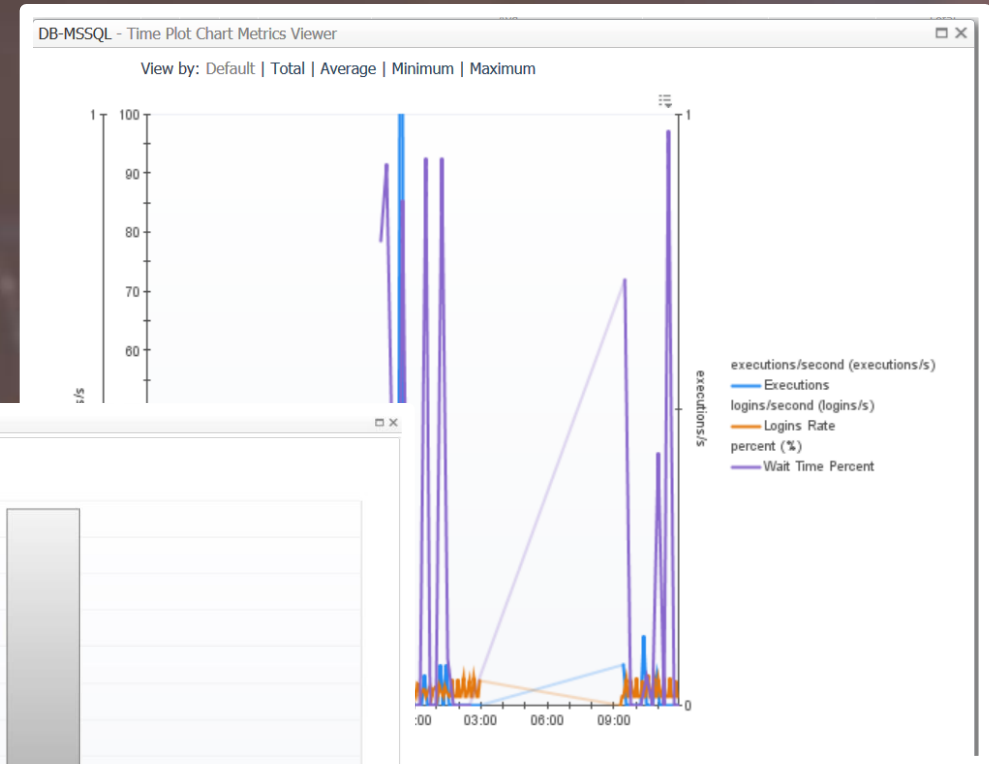 DB-MSSQL - Time Plot Chart Metrics Viewer
View by: Default | Total | Average | Minimum | Maximum
1 100 1
90
80
70
60
s/s
executions/s
executions/second (executions/s)
Executions
logins/second (logins/s)
Logins Rate
percent (%)
Wait Time Percent
0
:00 03:00 06:00 09:00